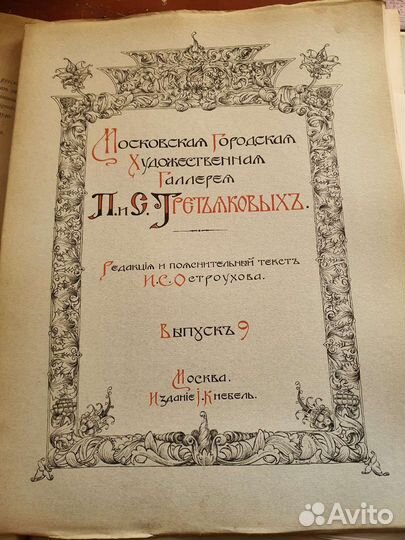 Московская Городская
Художественная
Галлерея
П. и С. Третьяковыхъ.
Редакція и пояснительный текстъ
И. С. Остроухова.
Выпускъ 9
Москва.
Изданіе І. Кнебель.
Avito